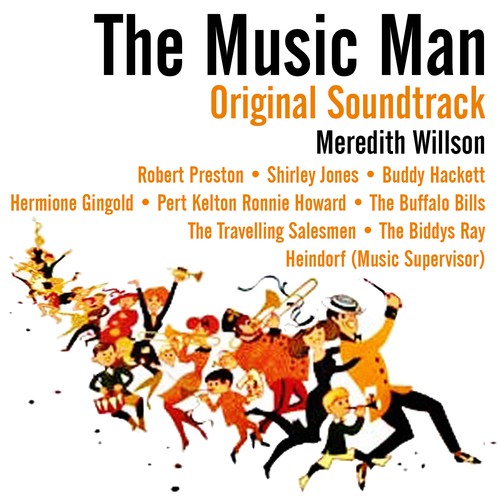 The Music Man
Original Soundtrack
Meredith Willson
Robert Preston • Shirley Jones • Buddy Hackett
Hermione Gingold • Pert Kelton Ronnie Howard • The Buffalo Bills
The Travelling Salesmen • The Biddys Ray
Heindorf (Music Supervisor)